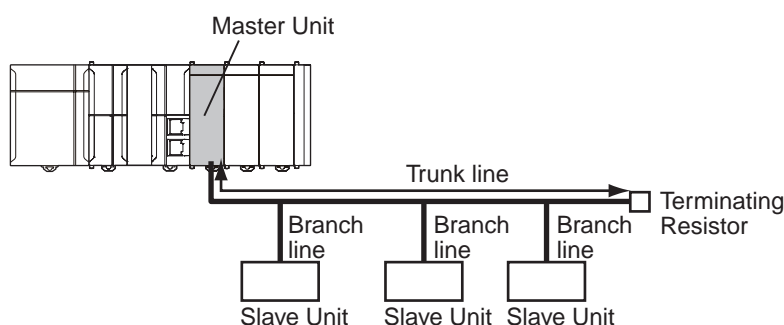 Master Unit
Trunk line
Terminating
Resistor
Branch
line
Branch
line
Branch
line
Slave Unit
Slave Unit
Slave Unit